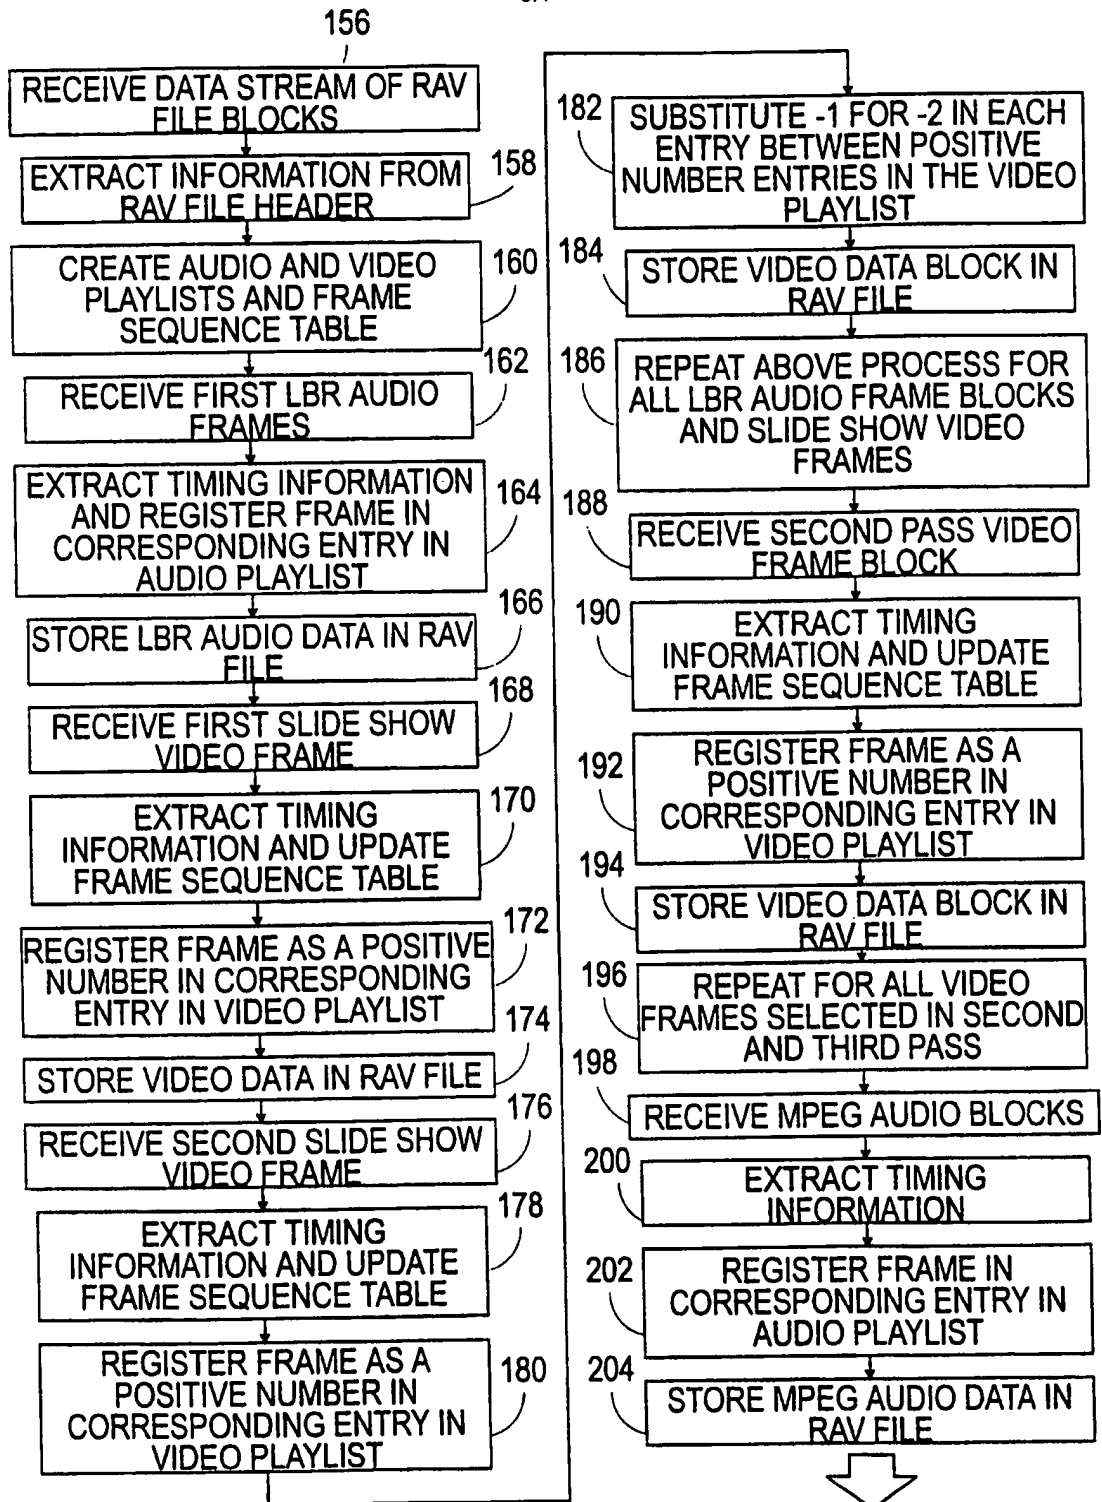 156
RECEIVE DATA STREAM OF RAV
FILE BLOCKS
EXTRACT INFORMATION FROM
RAV FILE HEADER
158
CREATE AUDIO AND VIDEO
PLAYLISTS AND FRAME
SEQUENCE TABLE
160
RECEIVE FIRST LBR AUDIO
FRAMES
162
EXTRACT TIMING INFORMATION
AND REGISTER FRAME IN
CORRESPONDING ENTRY IN
AUDIO PLAYLIST
164
STORE LBR AUDIO DATA IN RAV
FILE
166
RECEIVE FIRST SLIDE SHOW
VIDEO FRAME
168
EXTRACT TIMING
INFORMATION AND UPDATE
FRAME SEQUENCE TABLE
170
REGISTER FRAME AS A POSITIVE
NUMBER IN CORRESPONDING
ENTRY IN VIDEO PLAYLIST
172
STORE VIDEO DATA IN RAV FILE
174
RECEIVE SECOND SLIDE SHOW
VIDEO FRAME
176
EXTRACT TIMING
INFORMATION AND UPDATE
FRAME SEQUENCE TABLE
178
REGISTER FRAME AS A
POSITIVE NUMBER IN
CORRESPONDING ENTRY IN
VIDEO PLAYLIST
180
182
SUBSTITUTE -1 FOR -2 IN EACH
ENTRY BETWEEN POSITIVE
NUMBER ENTRIES IN THE VIDEO
PLAYLIST
184
STORE VIDEO DATA BLOCK IN
RAV FILE
186
REPEAT ABOVE PROCESS FOR
ALL LBR AUDIO FRAME BLOCKS
AND SLIDE SHOW VIDEO
FRAMES
188
RECEIVE SECOND PASS VIDEO
FRAME BLOCK
190
EXTRACT TIMING
INFORMATION AND UPDATE
FRAME SEQUENCE TABLE
192
REGISTER FRAME AS A
POSITIVE NUMBER IN
CORRESPONDING ENTRY IN
VIDEO PLAYLIST
194
STORE VIDEO DATA BLOCK IN
RAV FILE
196
REPEAT FOR ALL VIDEO
FRAMES SELECTED IN SECOND
AND THIRD PASS
198
RECEIVE MPEG AUDIO BLOCKS
200
EXTRACT TIMING
INFORMATION
202
REGISTER FRAME IN
CORRESPONDING ENTRY IN
AUDIO PLAYLIST
204
STORE MPEG AUDIO DATA IN
RAV FILE